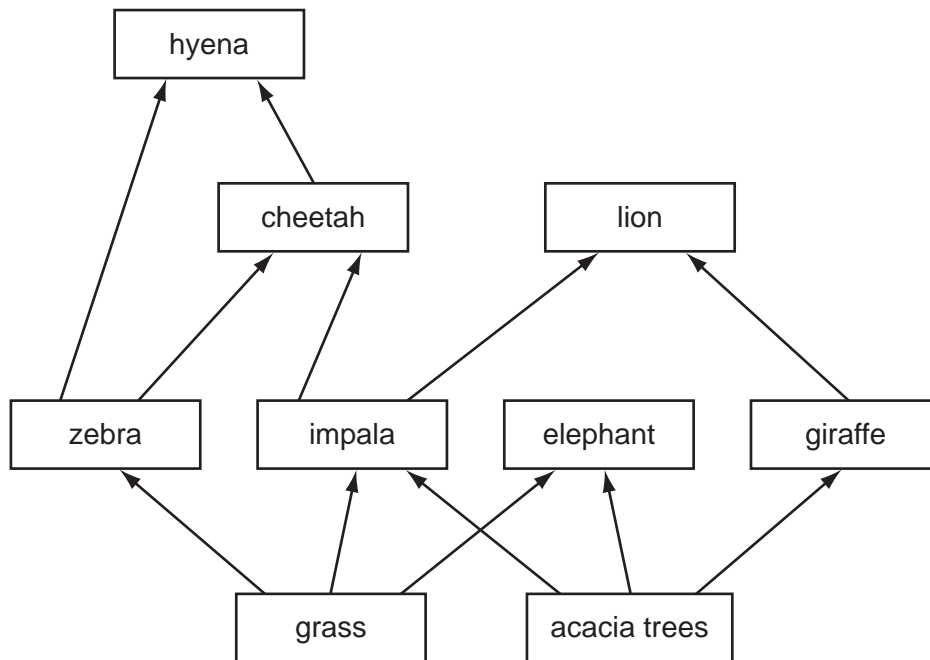 hyena
cheetah
lion
zebra
impala
elephant
giraffe
grass
acacia trees